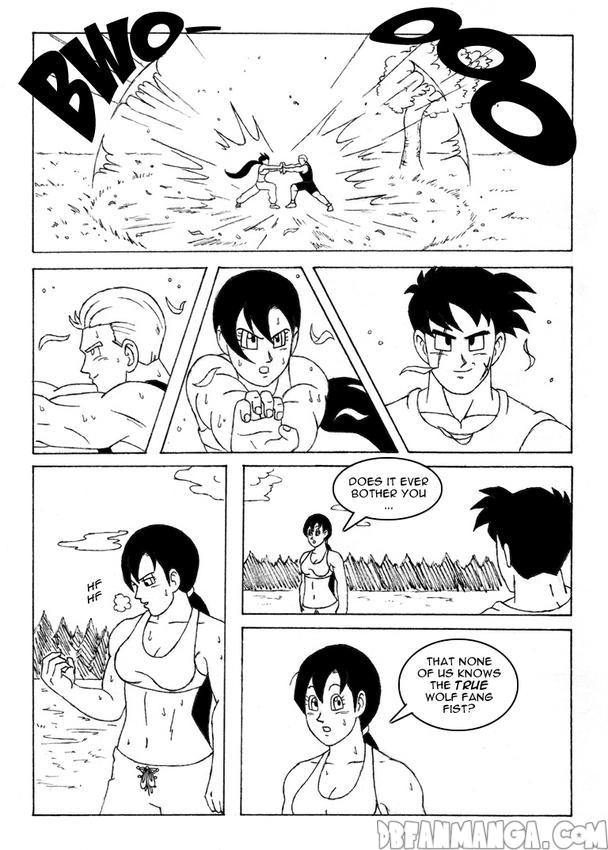 BWO-OOO
DOES IT EVER
BOTHER YOU
...
HF
HF
THAT NONE
OF US KNOWS
THE TRUE
WOLF FANG
FIST?
DBFANMANGA.COM